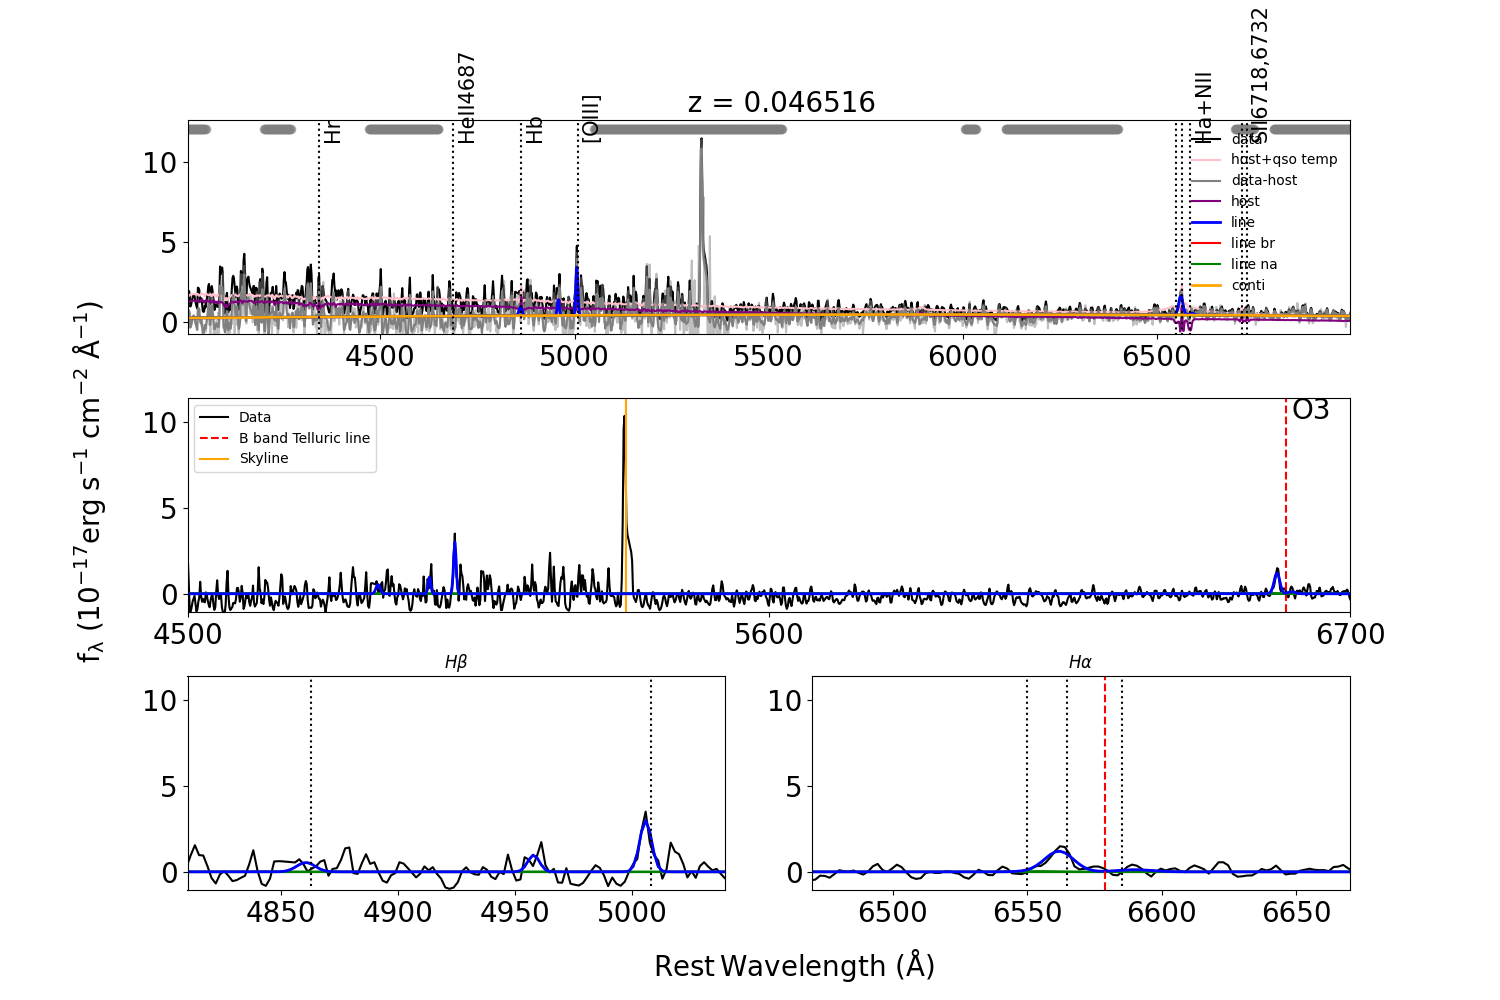 z = 0.046516
Hr
HeII4687
Hb
[OIII]
Ha+NII
SII6718,6732
data
host+qso temp
data-host
host
line
line br
line na
conti
10
5
0
4500
5000
5500
6000
6500
fλ (10⁻¹⁷erg s⁻¹ cm⁻² Å⁻¹)
Data
B band Telluric line
Skyline
O3
10
5
0
4500
5600
6700
Hβ
10
5
0
4850
4900
4950
5000
Hα
10
5
0
6500
6550
6600
6650
Rest Wavelength (Å)